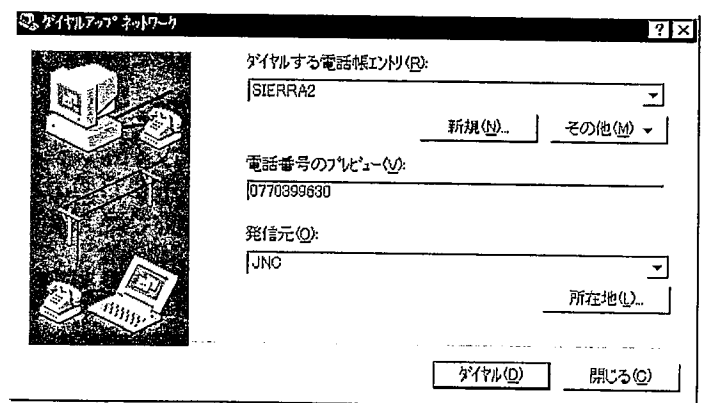 ダイヤルアップ ネットワーク
ダイヤルする電話帳エントリ(R):
SIERRA2
新規(N)... その他(M)
電話番号のプレビュー(V):
0770399630
発信元(O):
JNC
所在地(L)...
ダイヤル(D) 閉じる(C)